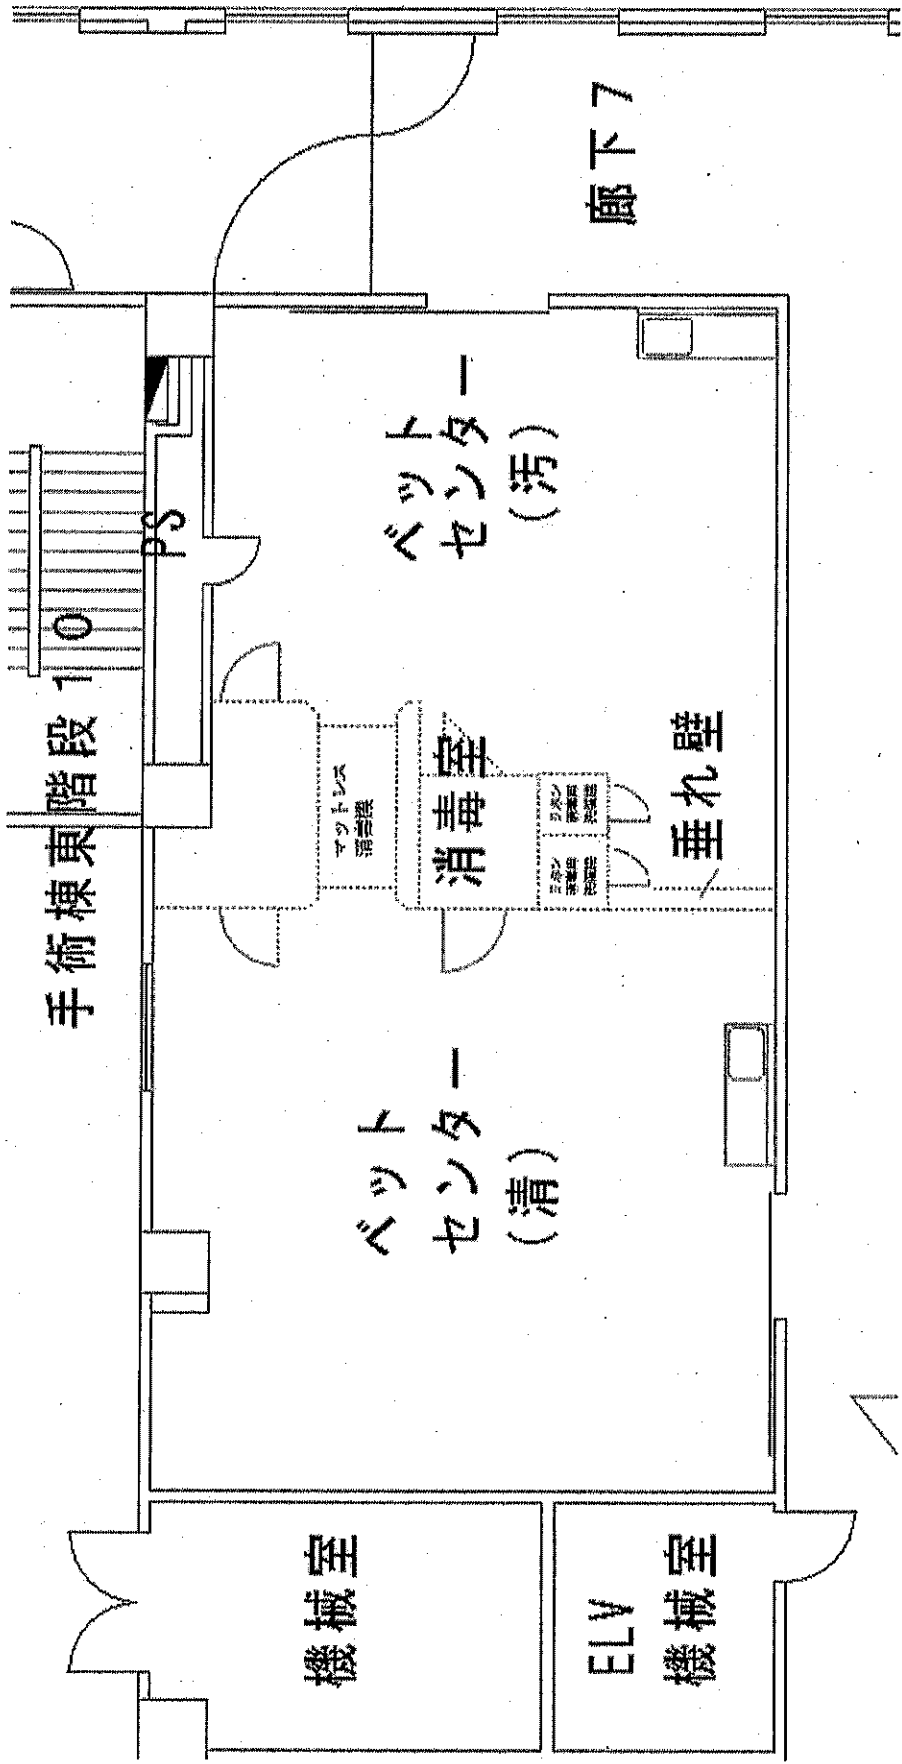 手術棟東階段10
PS
廊下7
ベット
センター
(汚)
マットレス
消毒機
消毒室
垂れ壁
ベット
センター
(清)
機械室
ELV
機械室